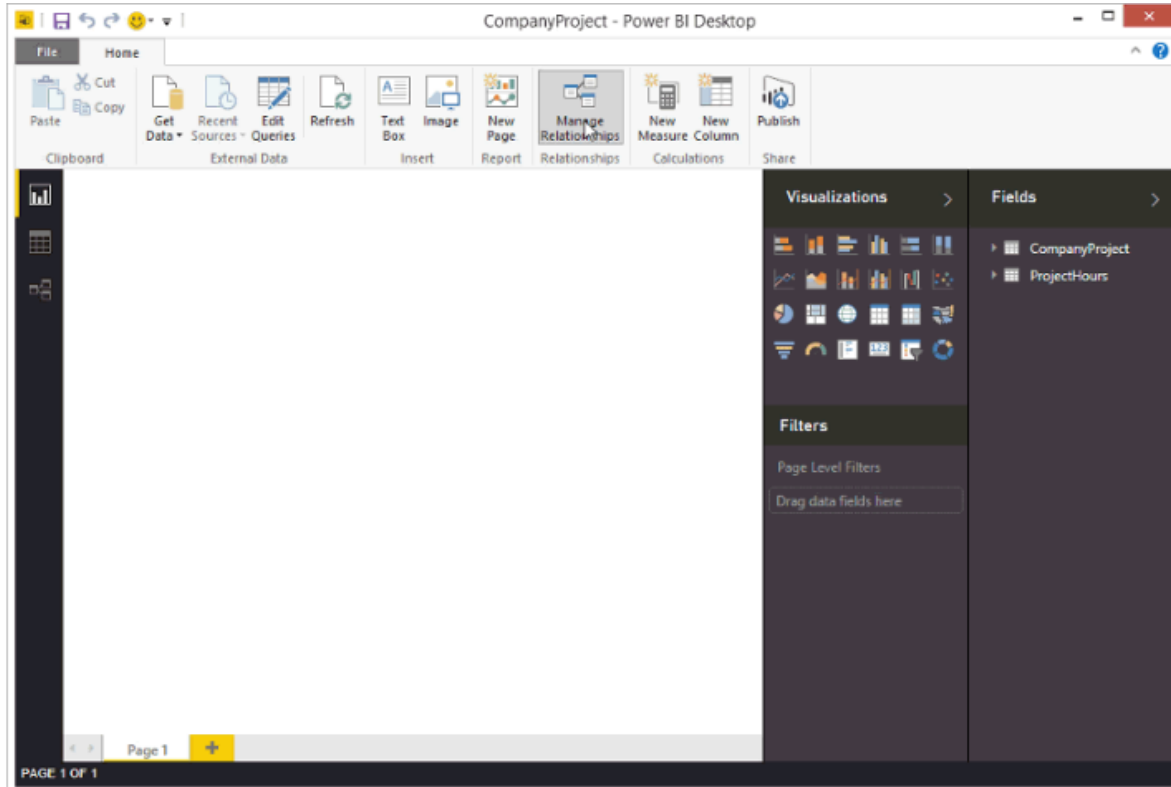 CompanyProject - Power BI Desktop
File Home
Paste
Cut
Copy
Clipboard
Get Data
Recent Sources
Edit Queries
Refresh
External Data
Text Box
Image
Insert
New Page
Report
Manage Relationships
Relationships
New Measure
New Column
Calculations
Publish
Share
Visualizations
123
Filters
Page Level Filters
Drag data fields here
Fields
CompanyProject
ProjectHours
Page 1
PAGE 1 OF 1